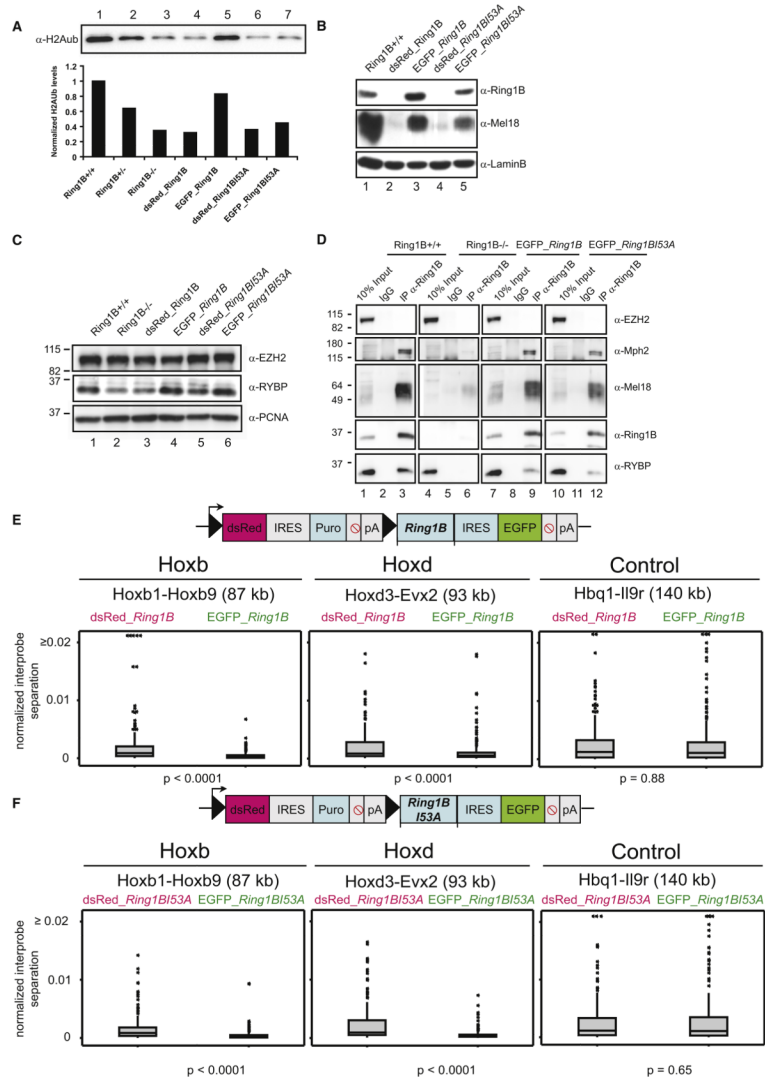 A
1 2 3 4 5 6 7
α-H2Aub
Normalized H2AUb levels
1.2
1
0.8
0.6
0.4
0.2
0
Ring1B+/+
Ring1B+/-
Ring1B-/-
dsRed_Ring1B
EGFP_Ring1B
dsRed_Ring1BI53A
EGFP_Ring1BI53A
B
Ring1B+/+
dsRed_Ring1B
EGFP_Ring1B
dsRed_Ring1BI53A
EGFP_Ring1BI53A
α-Ring1B
α-Mel18
α-LaminB
1 2 3 4 5
C
Ring1B+/+
Ring1B-/-
dsRed_Ring1B
EGFP_Ring1B
dsRed_Ring1BI53A
EGFP_Ring1BI53A
115
82
α-EZH2
37
α-RYBP
37
α-PCNA
1 2 3 4 5 6
D
Ring1B+/+ Ring1B-/- EGFP_Ring1B EGFP_Ring1BI53A
10% Input
IgG
IP α-Ring1B
10% Input
IgG
IP α-Ring1B
10% Input
IgG
IP α-Ring1B
10% Input
IgG
IP α-Ring1B
115
82
α-EZH2
180
115
α-Mph2
64
49
α-Mel18
37
α-Ring1B
37
α-RYBP
1 2 3 4 5 6 7 8 9 10 11 12
E
dsRed IRES Puro pA Ring1B IRES EGFP pA
Hoxb Hoxd Control
Hoxb1-Hoxb9 (87 kb) Hoxd3-Evx2 (93 kb) Hbq1-Il9r (140 kb)
dsRed_Ring1B EGFP_Ring1B dsRed_Ring1B EGFP_Ring1B dsRed_Ring1B EGFP_Ring1B
normalized interprobe
separation
≥0.02
0.01
0
p < 0.0001 p < 0.0001 p = 0.88
F
dsRed IRES Puro pA Ring1B
I53A IRES EGFP pA
Hoxb Hoxd Control
Hoxb1-Hoxb9 (87 kb) Hoxd3-Evx2 (93 kb) Hbq1-Il9r (140 kb)
dsRed_Ring1BI53A EGFP_Ring1BI53A dsRed_Ring1BI53A EGFP_Ring1BI53A dsRed_Ring1BI53A EGFP_Ring1BI53A
normalized interprobe
separation
≥ 0.02
0.01
0
p < 0.0001 p < 0.0001 p = 0.65